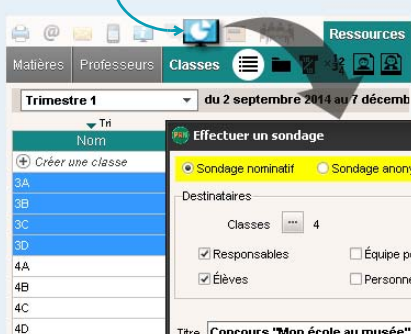 Ressources
Matières Professeurs Classes
Trimestre 1 du 2 septembre 2014 au 7 décemb
Tri
Nom
Créer une classe
3A
3B
3C
3D
4A
4B
4C
4D
Effectuer un sondage
Sondage nominatif Sondage anony
Destinataires
Classes ... 4
Responsables Équipe pé
Élèves Personne
Titre Concours "Mon école au musée"